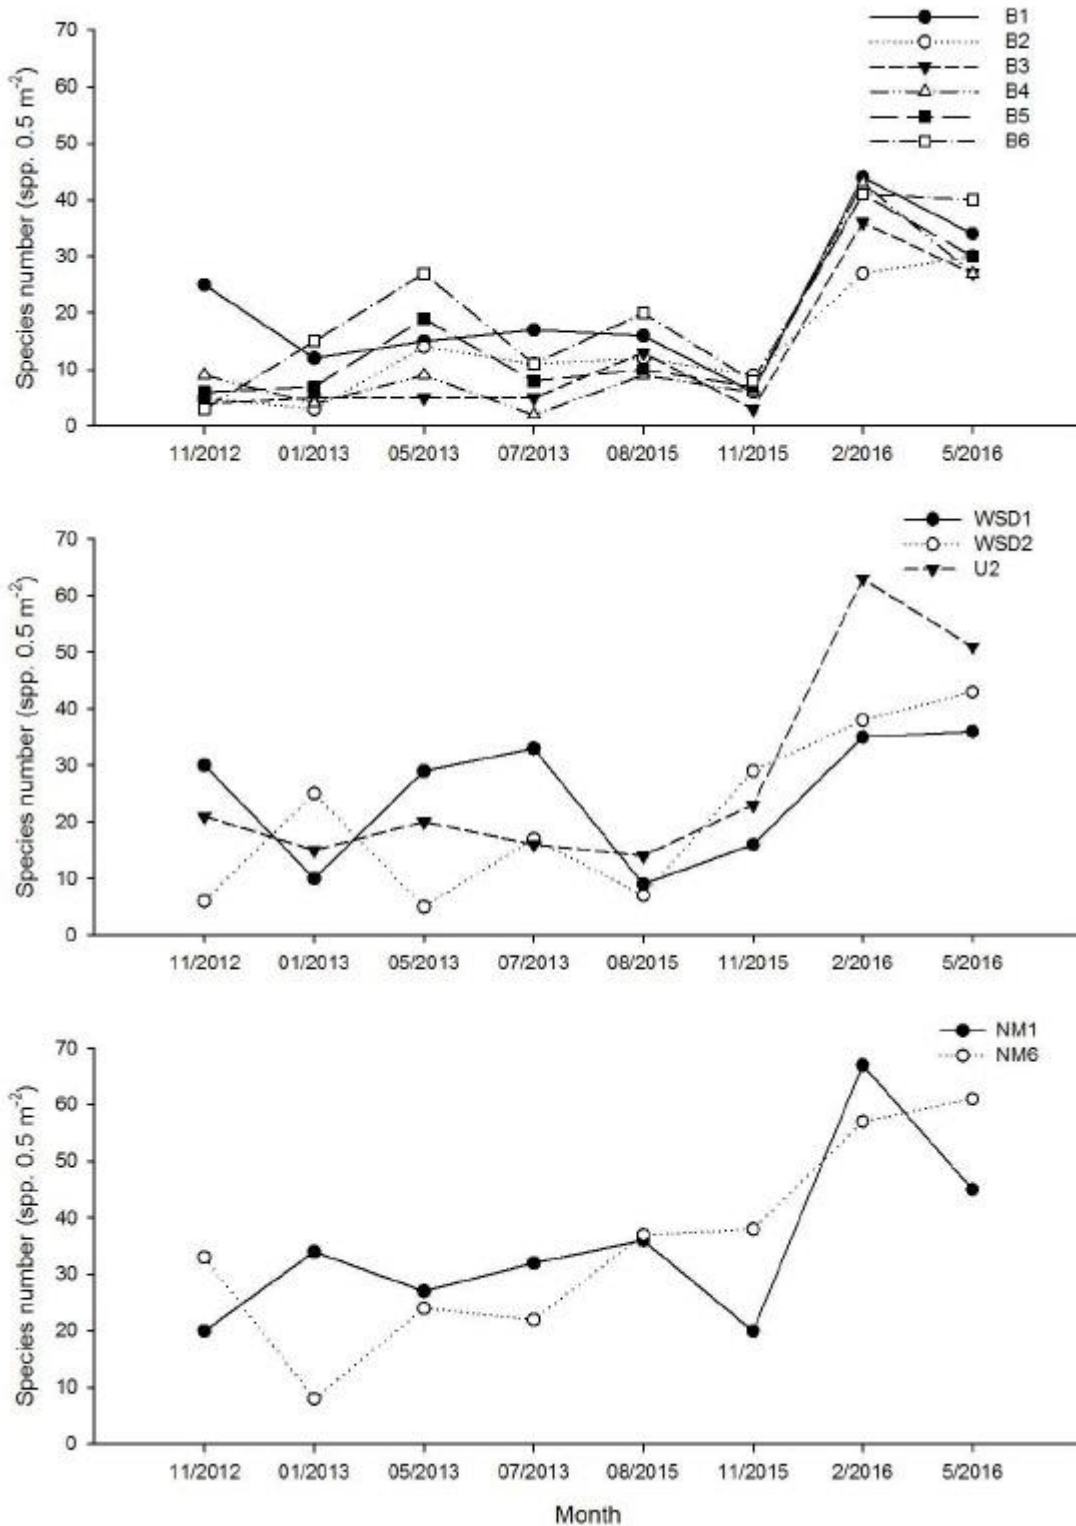 B1
B2
B3
B4
B5
B6
Species number (spp. 0.5 m⁻²)
70
60
50
40
30
20
10
0
11/2012 01/2013 05/2013 07/2013 08/2015 11/2015 2/2016 5/2016
WSD1
WSD2
U2
Species number (spp. 0.5 m⁻²)
70
60
50
40
30
20
10
0
11/2012 01/2013 05/2013 07/2013 08/2015 11/2015 2/2016 5/2016
NM1
NM6
Species number (spp. 0.5 m⁻²)
70
60
50
40
30
20
10
0
11/2012 01/2013 05/2013 07/2013 08/2015 11/2015 2/2016 5/2016
Month